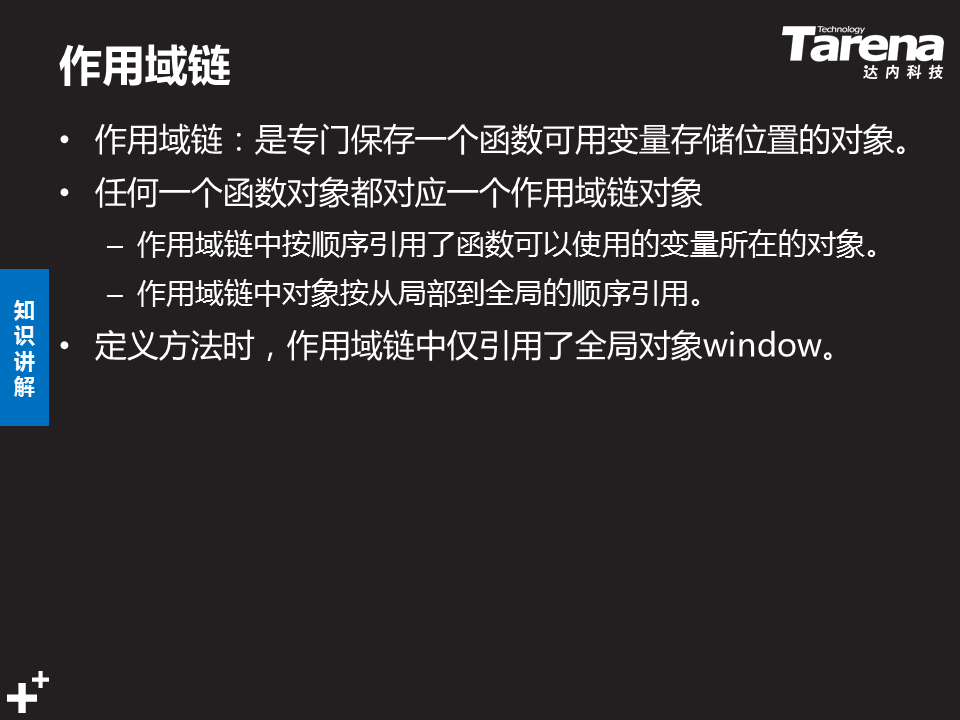 作用域链
Technology
Tarena
达内科技
• 作用域链：是专门保存一个函数可用变量存储位置的对象。
• 任何一个函数对象都对应一个作用域链对象
– 作用域链中按顺序引用了函数可以使用的变量所在的对象。
– 作用域链中对象按从局部到全局的顺序引用。
• 定义方法时，作用域链中仅引用了全局对象window。
知
识
讲
解